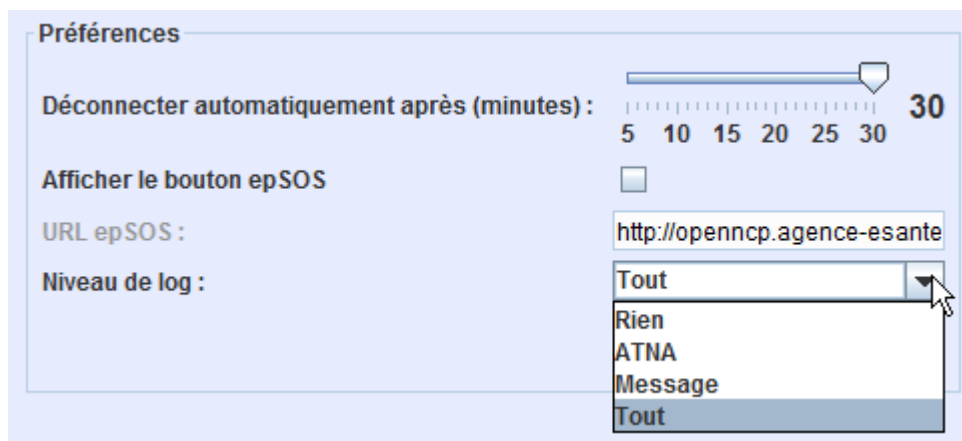 Préférences
Déconnecter automatiquement après (minutes) :
30
5 10 15 20 25 30
Afficher le bouton epSOS
URL epSOS :
http://openncp.agence-esante
Niveau de log :
Tout
Rien
ATNA
Message
Tout